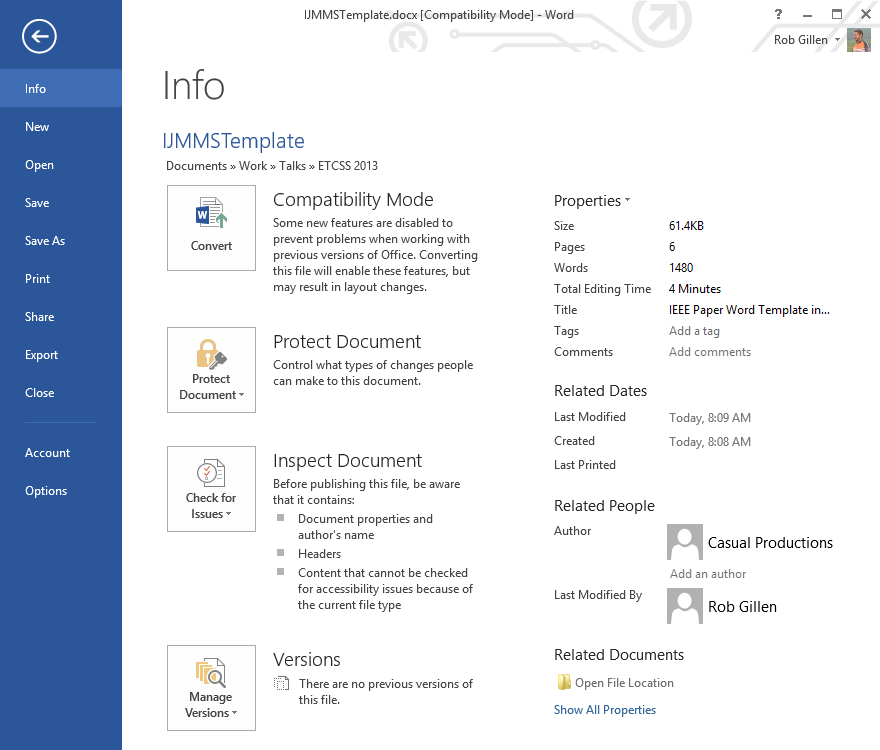 IJMMSTemplate.docx [Compatibility Mode] - Word
?
Rob Gillen
Info
New
Open
Save
Save As
Print
Share
Export
Close
Account
Options
Info
IJMMSTemplate
Documents » Work » Talks » ETCSS 2013
Convert
Compatibility Mode
Some new features are disabled to
prevent problems when working with
previous versions of Office. Converting
this file will enable these features, but
may result in layout changes.
Protect
Document
Protect Document
Control what types of changes people
can make to this document.
Check for
Issues
Inspect Document
Before publishing this file, be aware
that it contains:
Document properties and
author's name
Headers
Content that cannot be checked
for accessibility issues because of
the current file type
Manage
Versions
Versions
There are no previous versions of
this file.
Properties
Size 61.4KB
Pages 6
Words 1480
Total Editing Time 4 Minutes
Title IEEE Paper Word Template in...
Tags Add a tag
Comments Add comments
Related Dates
Last Modified Today, 8:09 AM
Created Today, 8:08 AM
Last Printed
Related People
Author Casual Productions
Add an author
Last Modified By Rob Gillen
Related Documents
Open File Location
Show All Properties